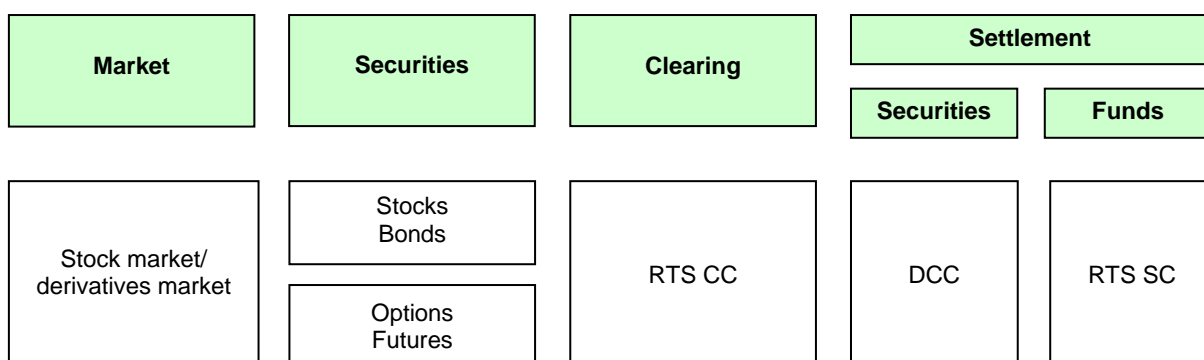 Market
Securities
Clearing
Settlement
Securities
Funds
Stock market/
derivatives market
Stocks
Bonds
Options
Futures
RTS CC
DCC
RTS SC